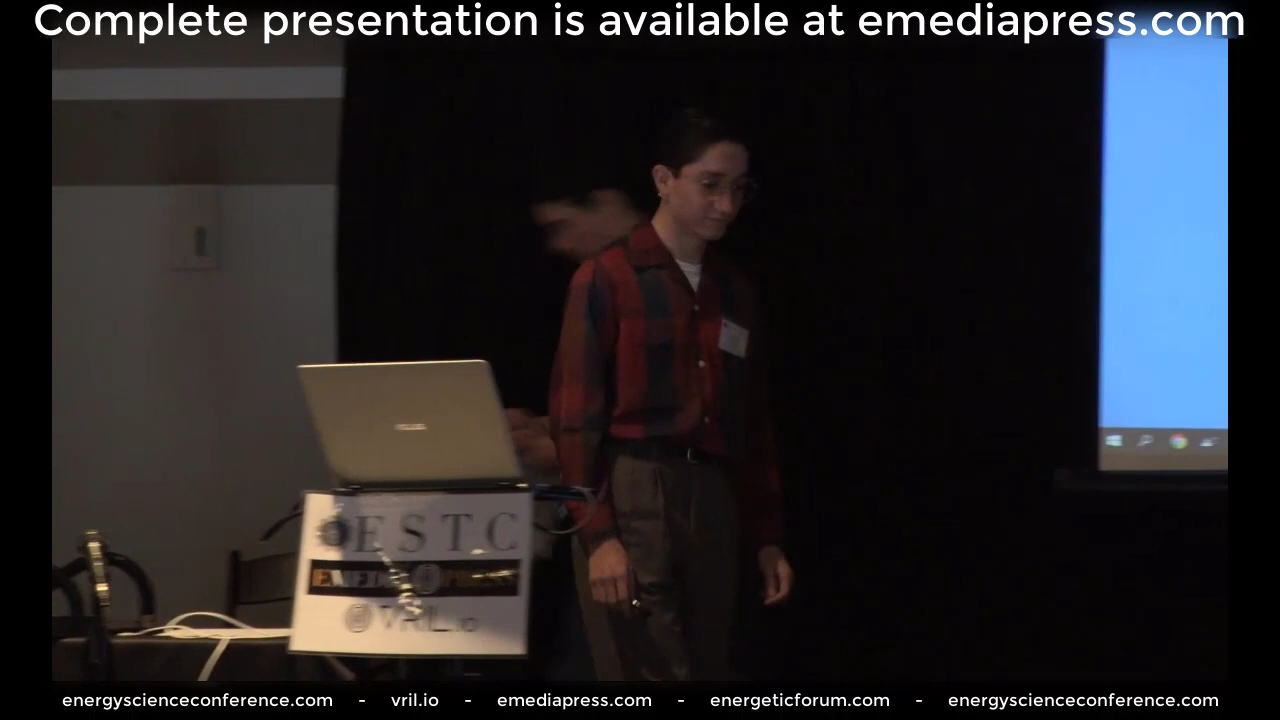 Complete presentation is available at emediapress.com
ESTC
VRIL.io
energyscienceconference.com - vril.io - emediapress.com - energeticforum.com - energyscienceconference.com